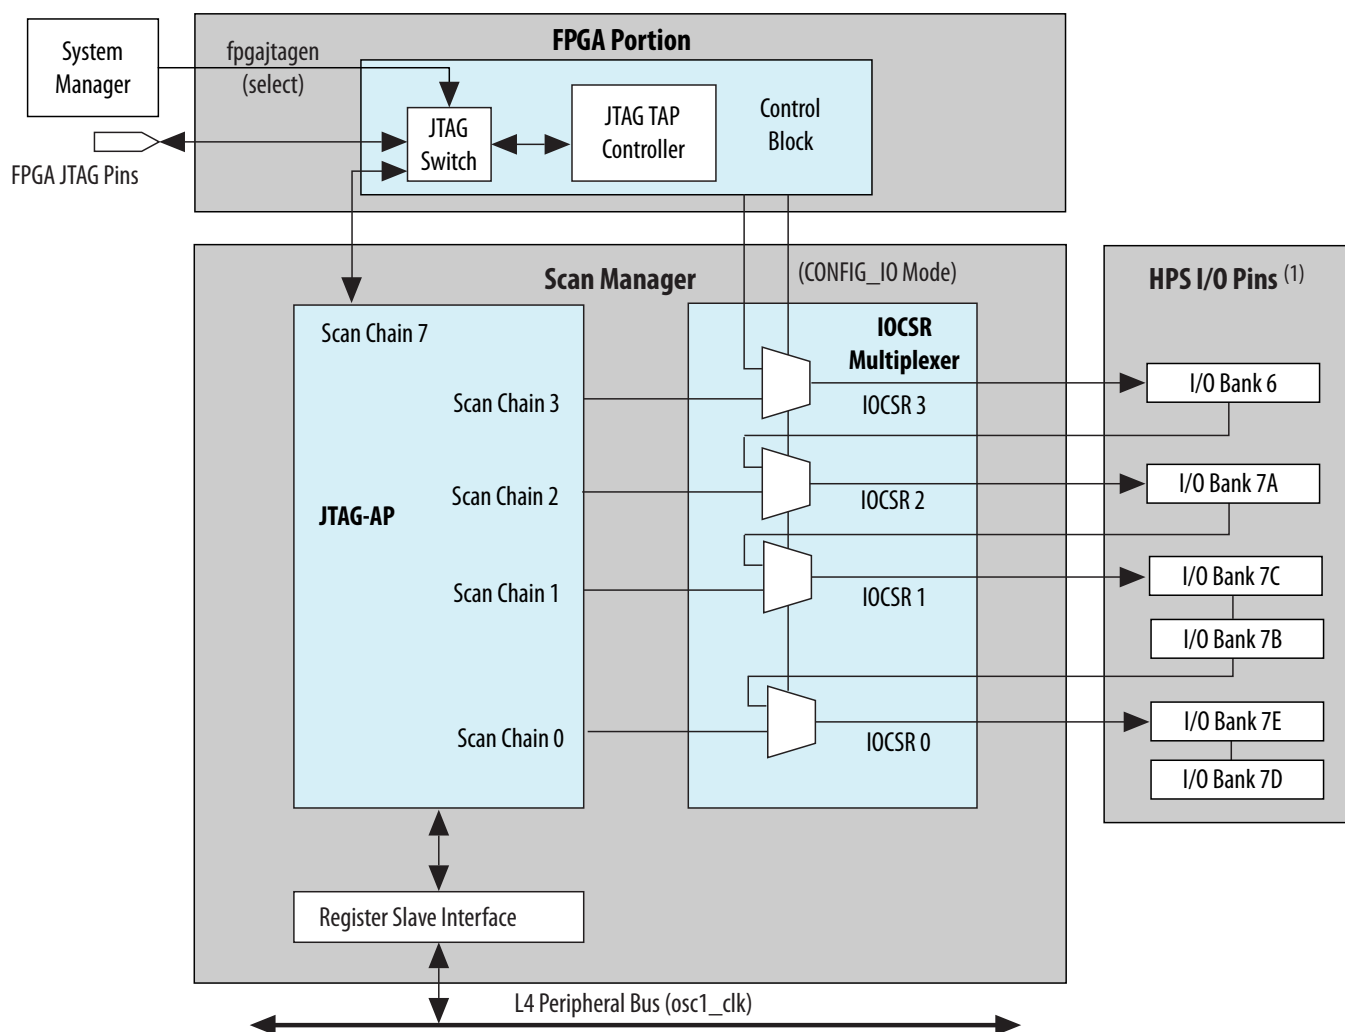 System
Manager
fpgajtagen
(select)
FPGA Portion
JTAG
Switch
JTAG TAP
Controller
Control
Block
FPGA JTAG Pins
Scan Manager
(CONFIG_IO Mode)
HPS I/O Pins (1)
Scan Chain 7
IOCSR
Multiplexer
Scan Chain 3
IOCSR 3
I/O Bank 6
Scan Chain 2
IOCSR 2
I/O Bank 7A
JTAG-AP
Scan Chain 1
IOCSR 1
I/O Bank 7C
I/O Bank 7B
Scan Chain 0
IOCSR 0
I/O Bank 7E
I/O Bank 7D
Register Slave Interface
L4 Peripheral Bus (osc1_clk)